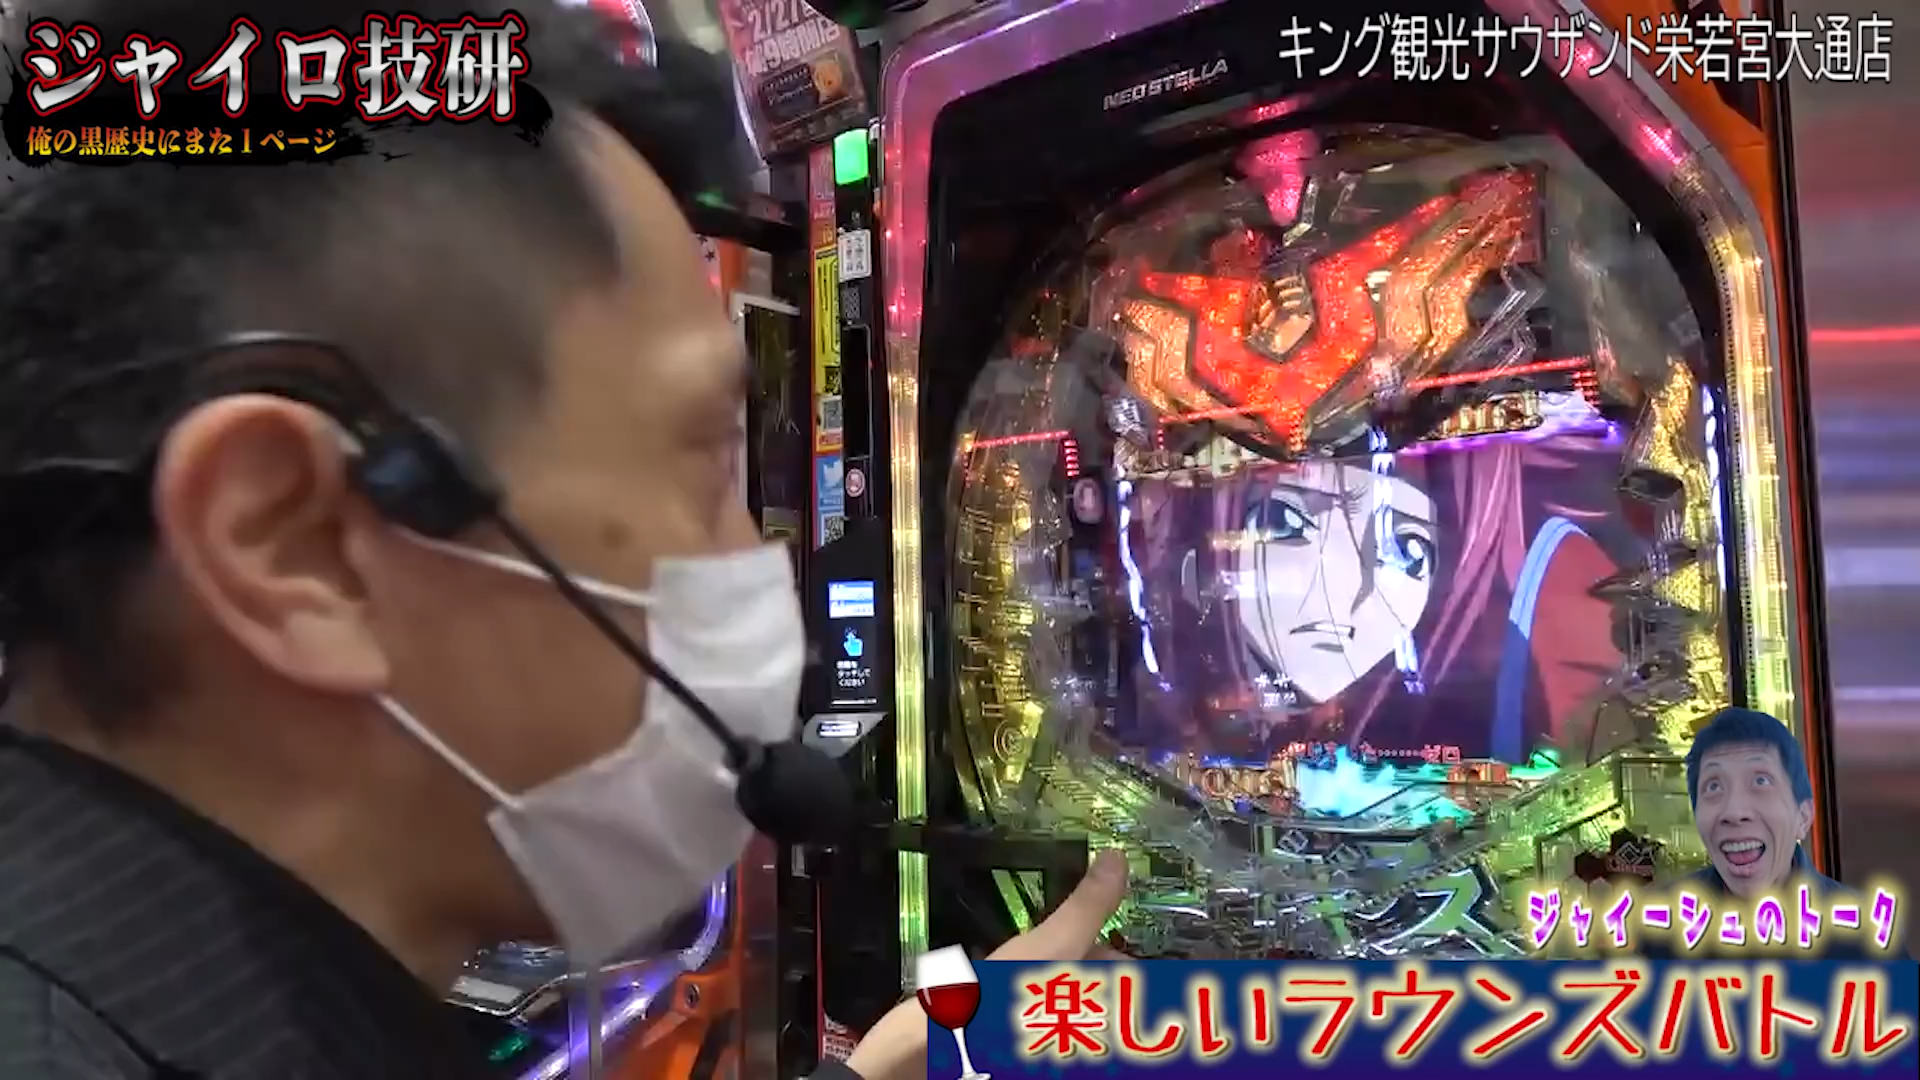 ジャイロ技研
俺の黒歴史にまた1ページ
キング観光サウザンド栄若宮大通店
NEO STELLA
ジャイーシュのトーク
楽しいラウンズバトル